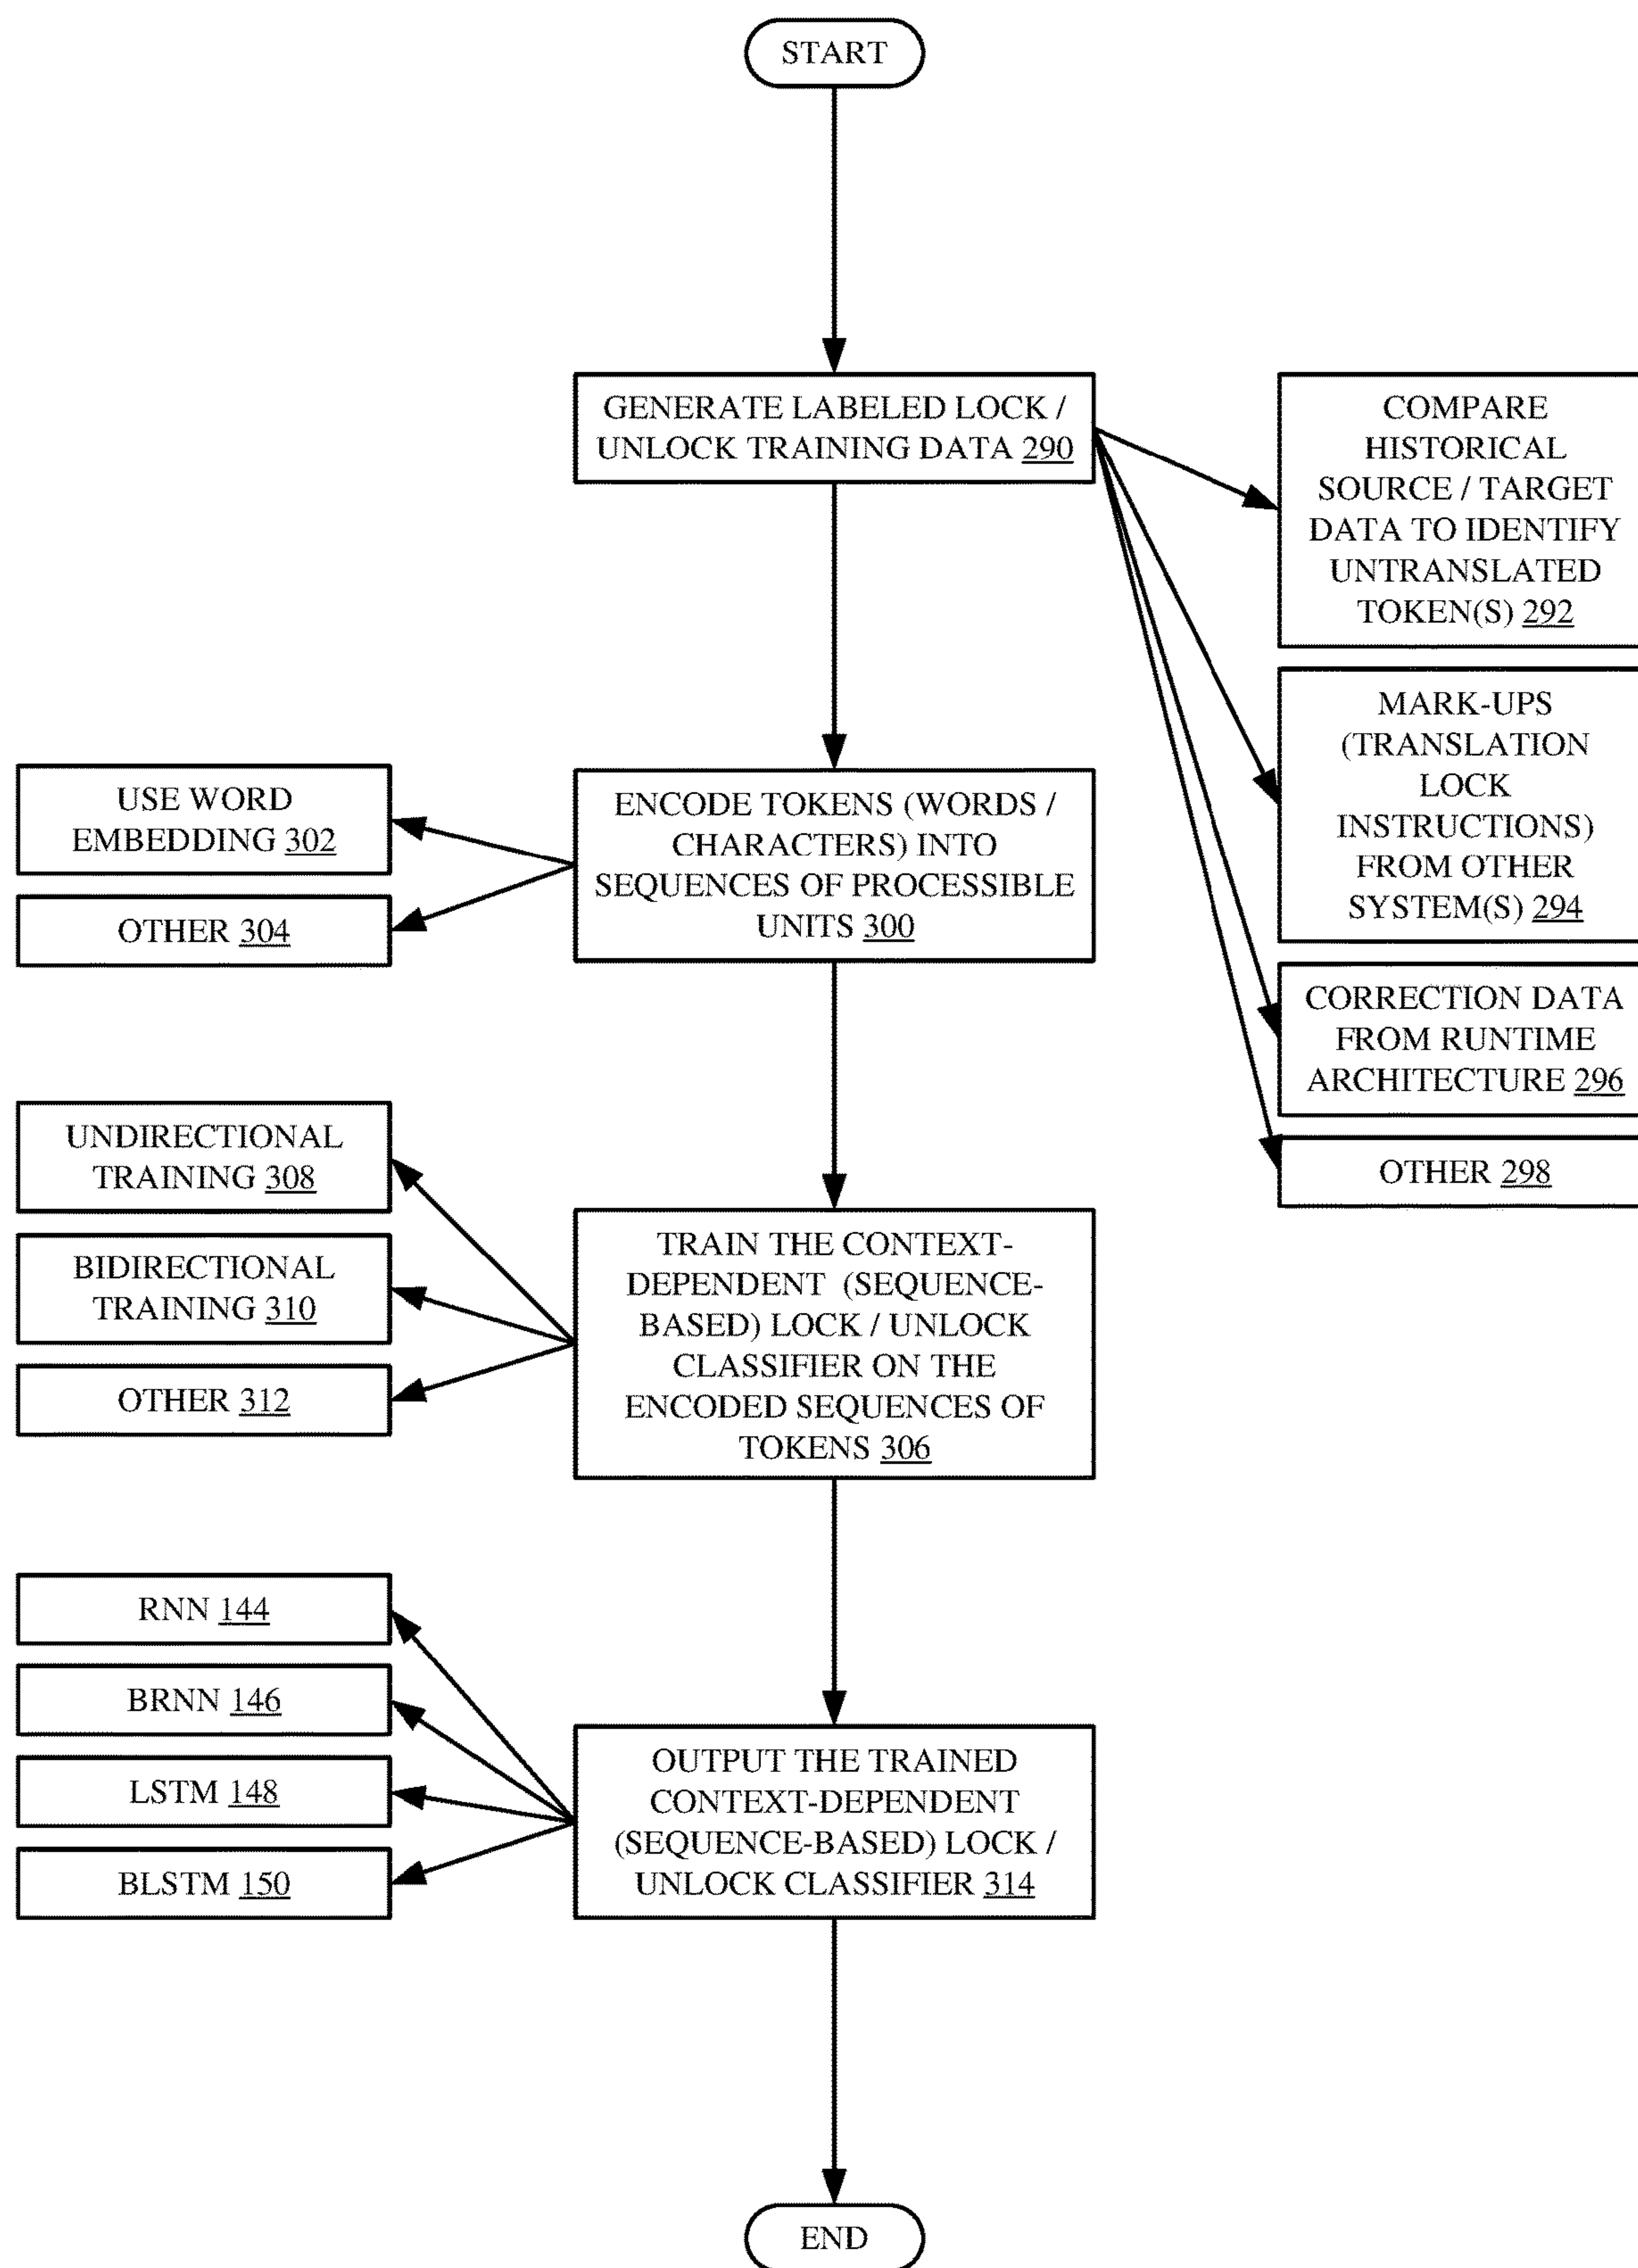 START
GENERATE LABELED LOCK /
UNLOCK TRAINING DATA 290
COMPARE
HISTORICAL
SOURCE / TARGET
DATA TO IDENTIFY
UNTRANSLATED
TOKEN(S) 292
MARK-UPS
(TRANSLATION
LOCK
INSTRUCTIONS)
FROM OTHER
SYSTEM(S) 294
CORRECTION DATA
FROM RUNTIME
ARCHITECTURE 296
OTHER 298
ENCODE TOKENS (WORDS /
CHARACTERS) INTO
SEQUENCES OF PROCESSIBLE
UNITS 300
USE WORD
EMBEDDING 302
OTHER 304
TRAIN THE CONTEXT-
DEPENDENT (SEQUENCE-
BASED) LOCK / UNLOCK
CLASSIFIER ON THE
ENCODED SEQUENCES OF
TOKENS 306
UNDIRECTIONAL
TRAINING 308
BIDIRECTIONAL
TRAINING 310
OTHER 312
OUTPUT THE TRAINED
CONTEXT-DEPENDENT
(SEQUENCE-BASED) LOCK /
UNLOCK CLASSIFIER 314
RNN 144
BRNN 146
LSTM 148
BLSTM 150
END